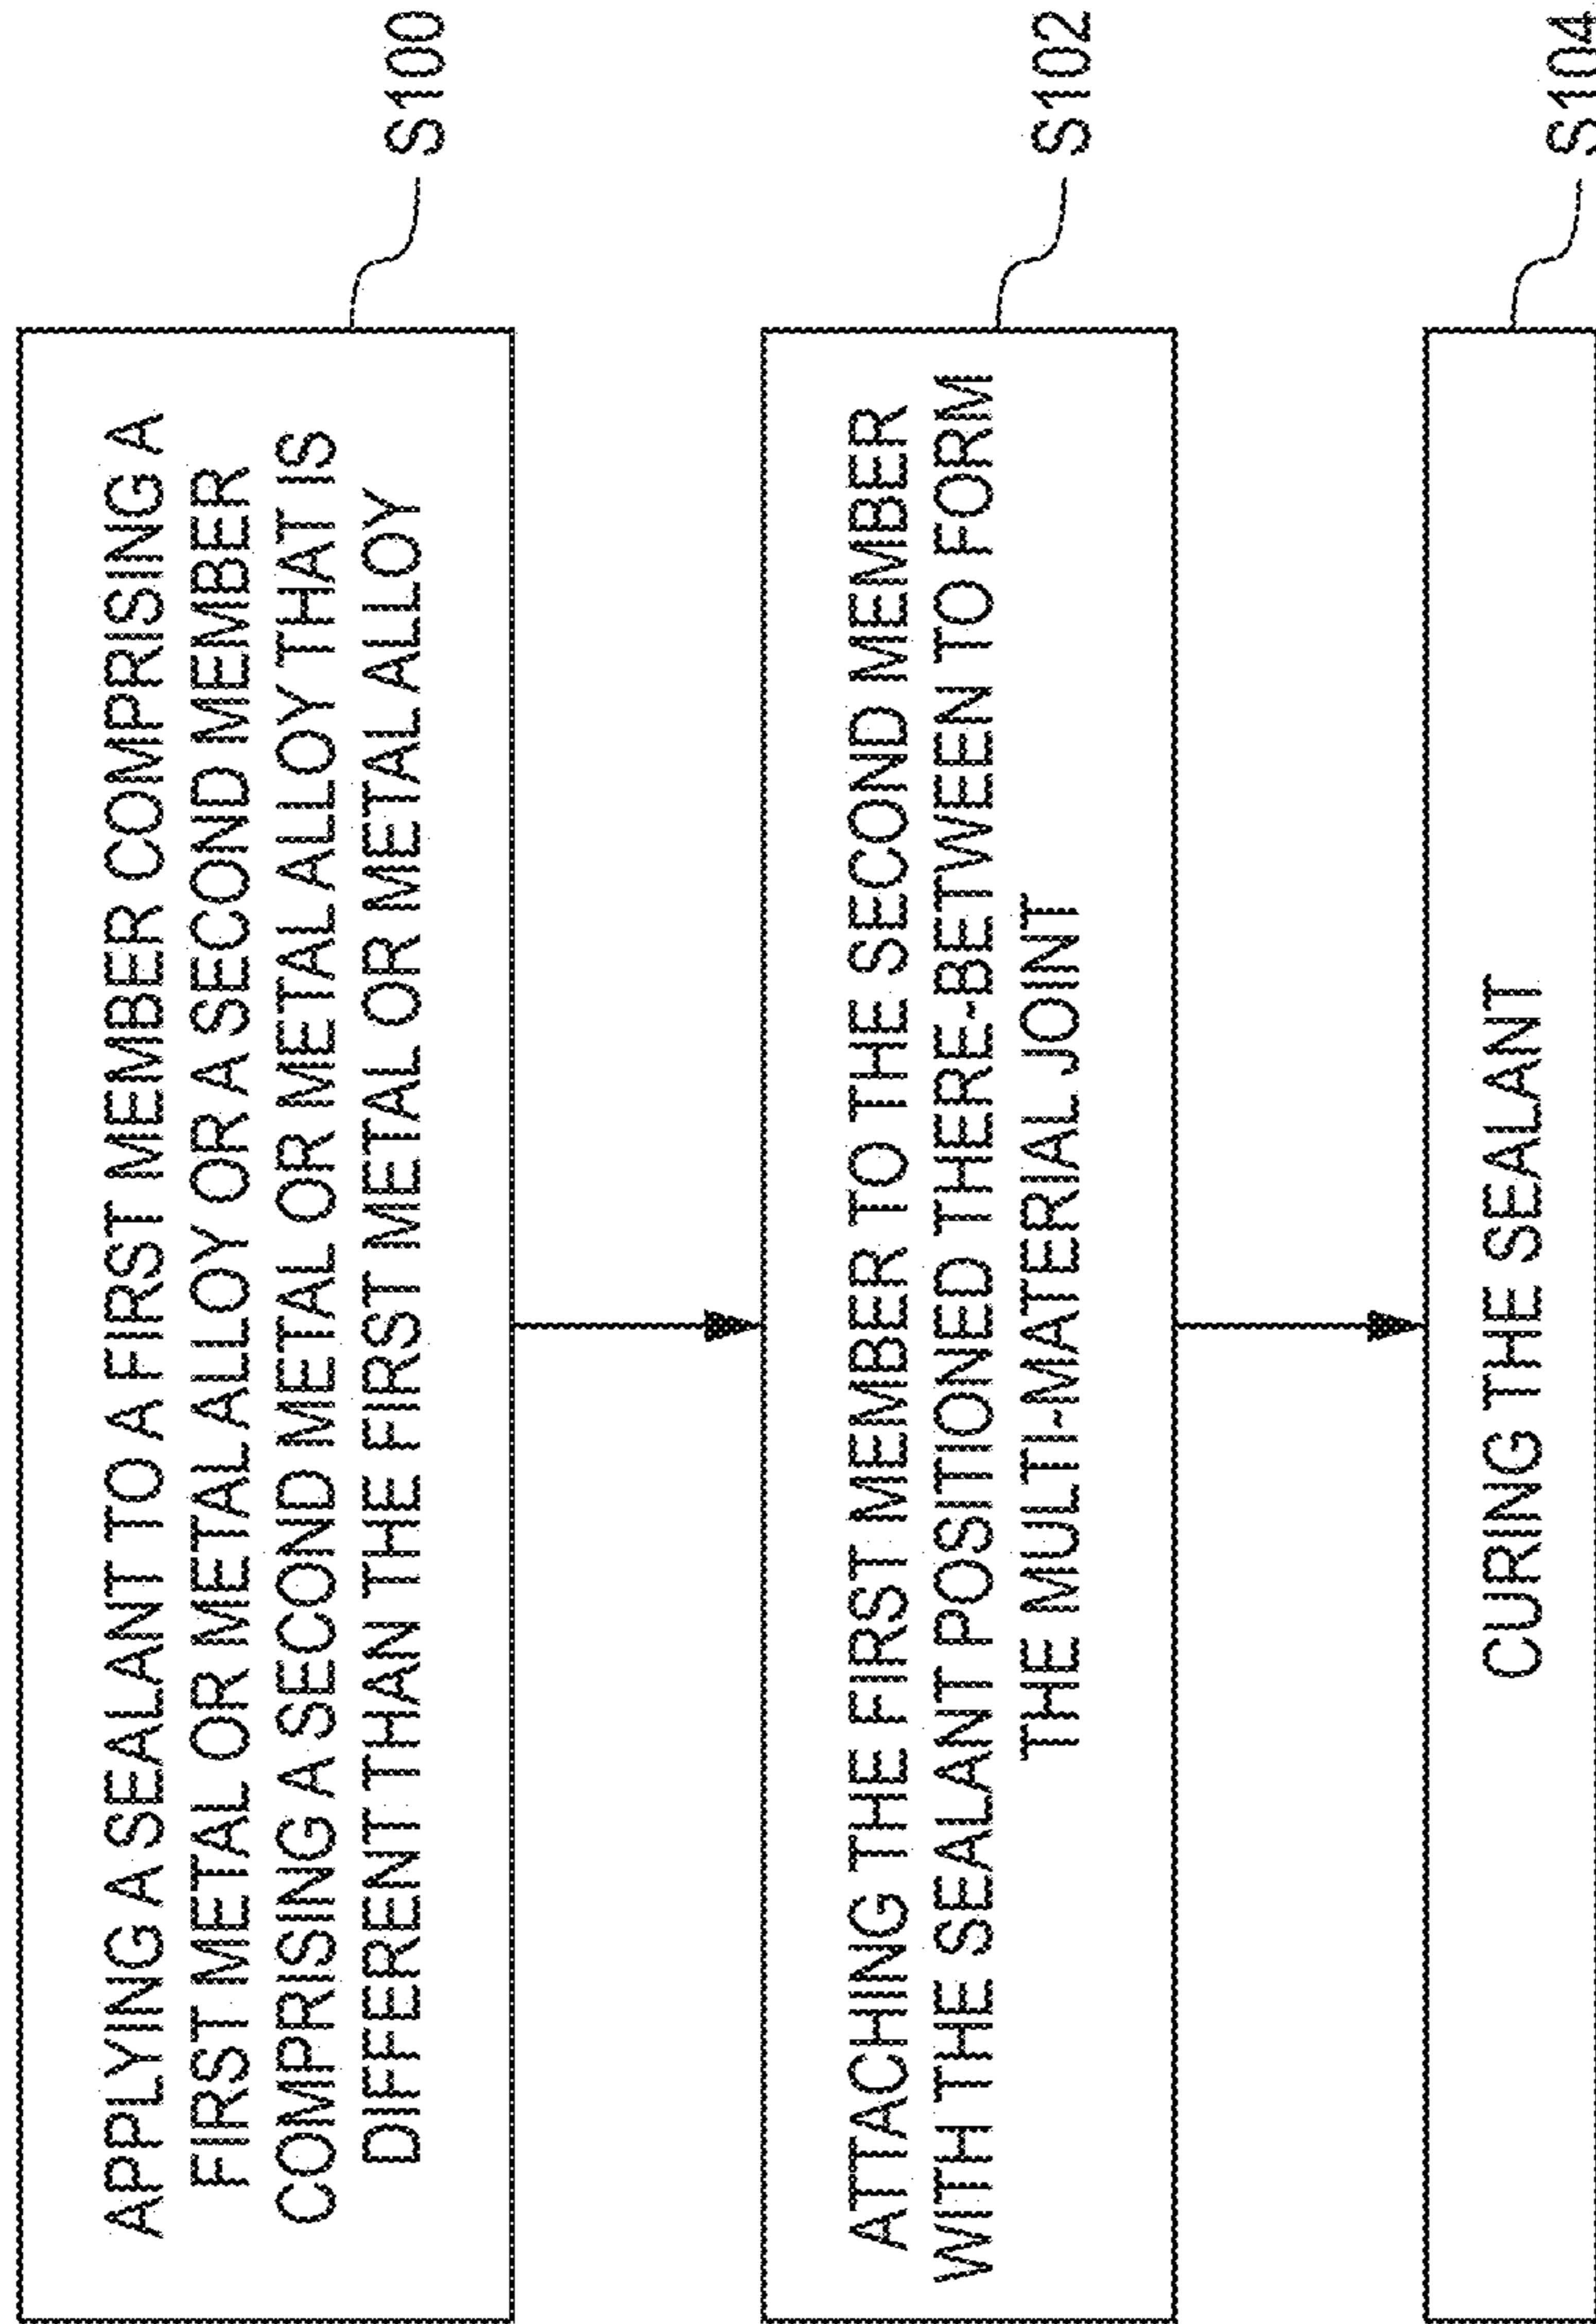 APPLYING A SEALANT TO A FIRST MEMBER COMPRISING A
FIRST METAL OR METAL ALLOY OR A SECOND MEMBER
COMPRISING A SECOND METAL OR METAL ALLOY THAT IS
DIFFERENT THAN THE FIRST METAL OR METAL ALLOY
S100
ATTACHING THE FIRST MEMBER TO THE SECOND MEMBER
WITH THE SEALANT POSITIONED THERE-BETWEEN TO FORM
THE MULTI-MATERIAL JOINT
S102
CURING THE SEALANT
S104